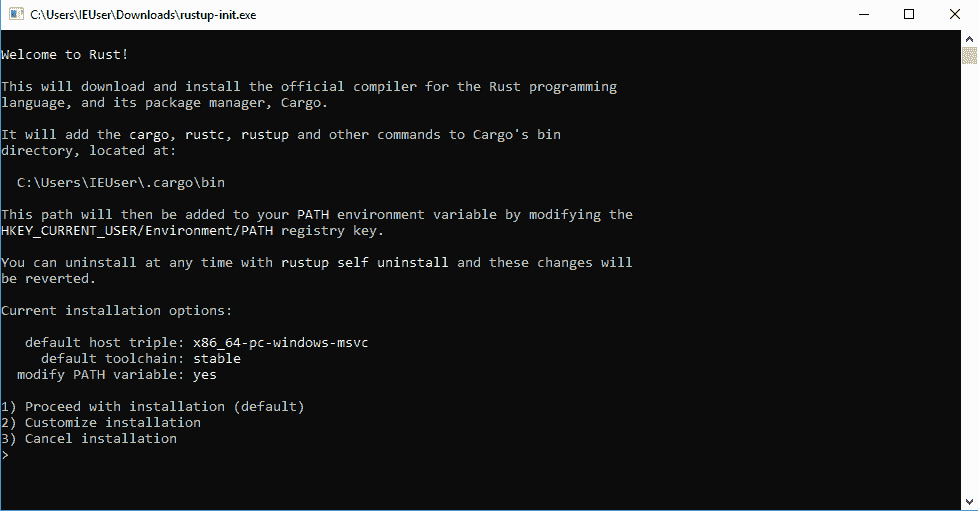 C:\Users\IEUser\Downloads\rustup-init.exe
Welcome to Rust!
This will download and install the official compiler for the Rust programming
language, and its package manager, Cargo.
It will add the cargo, rustc, rustup and other commands to Cargo's bin
directory, located at:
C:\Users\IEUser\.cargo\bin
This path will then be added to your PATH environment variable by modifying the
HKEY_CURRENT_USER/Environment/PATH registry key.
You can uninstall at any time with rustup self uninstall and these changes will
be reverted.
Current installation options:
default host triple: x86_64-pc-windows-msvc
default toolchain: stable
modify PATH variable: yes
1) Proceed with installation (default)
2) Customize installation
3) Cancel installation
>